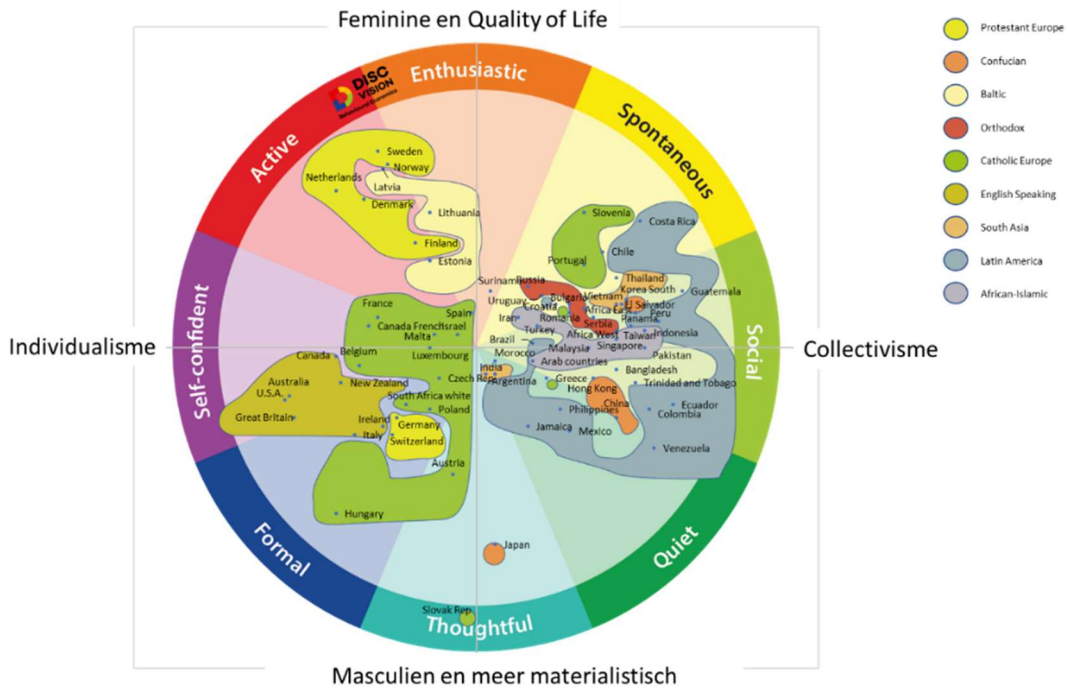 Feminine en Quality of Life
DISC
VISION
Behavioural Economics
Enthusiastic
Spontaneous
Active
Social
Self-confident
Quiet
Formal
Thoughtful
Individualisme
Collectivisme
Masculien en meer materialistisch
Protestant Europe
Confucian
Baltic
Orthodox
Catholic Europe
English Speaking
South Asia
Latin America
African-Islamic
Sweden
Norway
Netherlands
Latvia
Denmark
Lithuania
Finland
Estonia
Slovenia
Costa Rica
Chile
Portugal
Suriname
Russia
Thailand
Korea South
Guatemala
Uruguay
Bulgaria
Vietnam
El Salvador
Croatia
Africa East
Peru
Iran
Romania
Serbia
Panama
Turkey
Africa West
Taiwan
Indonesia
Brazil
Malaysia
Singapore
Morocco
Arab countries
Pakistan
India
Bangladesh
Argentina
Greece
Hong Kong
Trinidad and Tobago
China
Ecuador
Philippines
Colombia
Jamaica
Mexico
Venezuela
France
Spain
Canada French
Israel
Malta
Luxembourg
Canada
Belgium
Czech Rep
Australia
New Zealand
U.S.A.
South Africa white
Great Britain
Poland
Ireland
Germany
Italy
Switzerland
Austria
Hungary
Japan
Slovak Rep